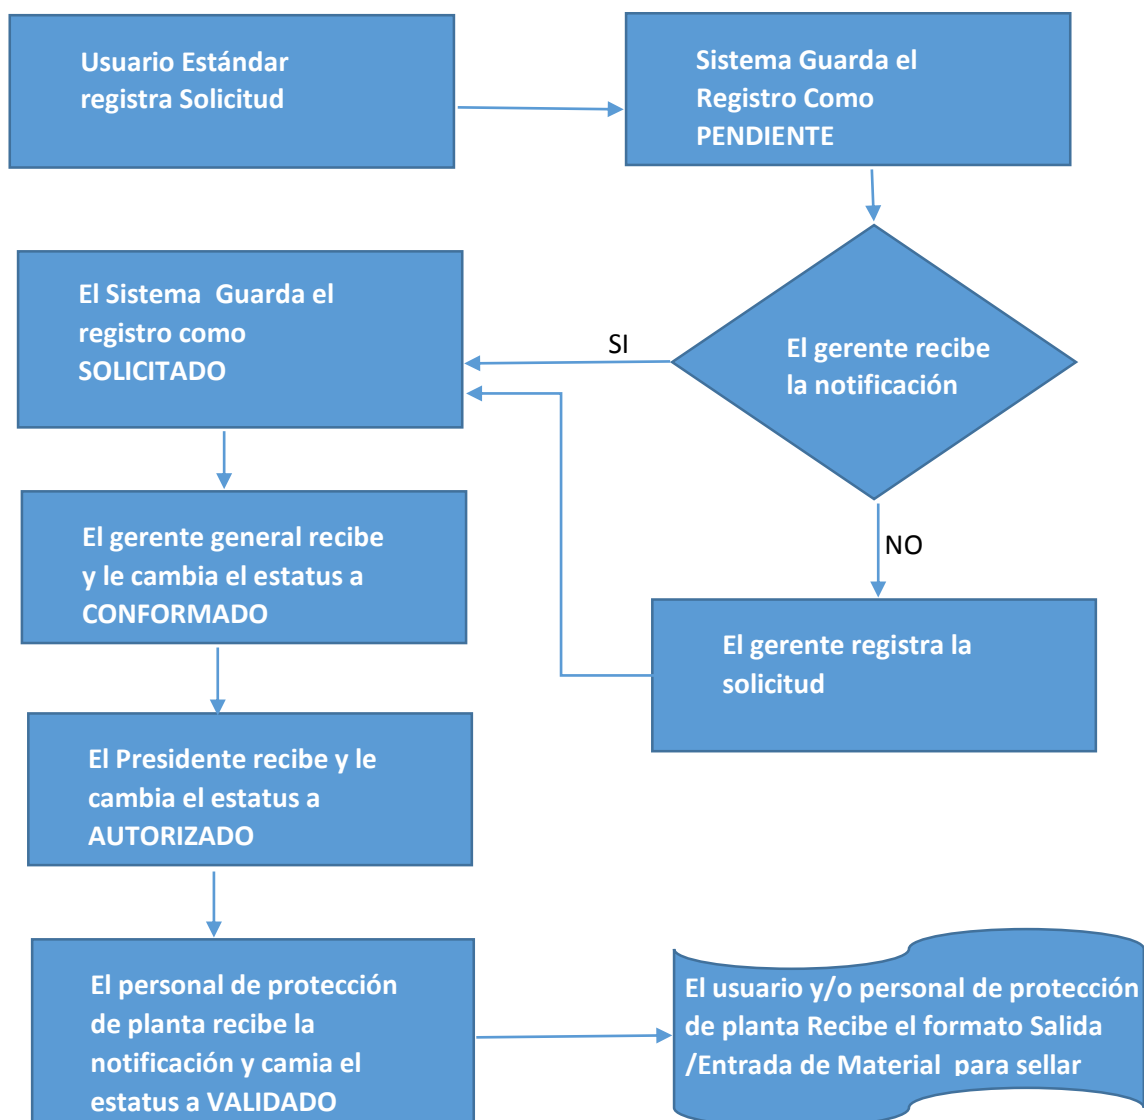 Usuario Estándar
registra Solicitud
Sistema Guarda el
Registro Como
PENDIENTE
El gerente recibe
la notificación
SI
NO
El Sistema  Guarda el
registro como
SOLICITADO
El gerente registra la
solicitud
El gerente general recibe
y le cambia el estatus a
CONFORMADO
El Presidente recibe y le
cambia el estatus a
AUTORIZADO
El personal de protección
de planta recibe la
notificación y camia el
estatus a VALIDADO
El usuario y/o personal de protección
de planta Recibe el formato Salida
/Entrada de Material  para sellar